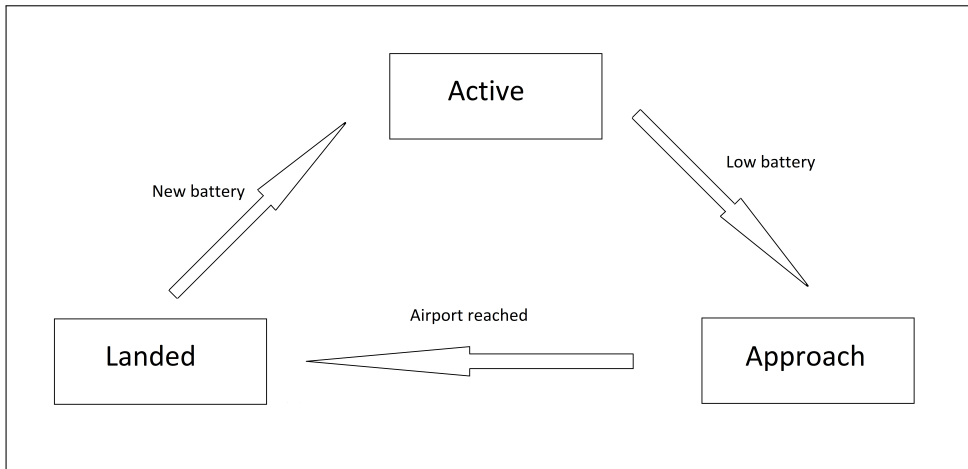 Active
Low battery
New battery
Airport reached
Landed
Approach